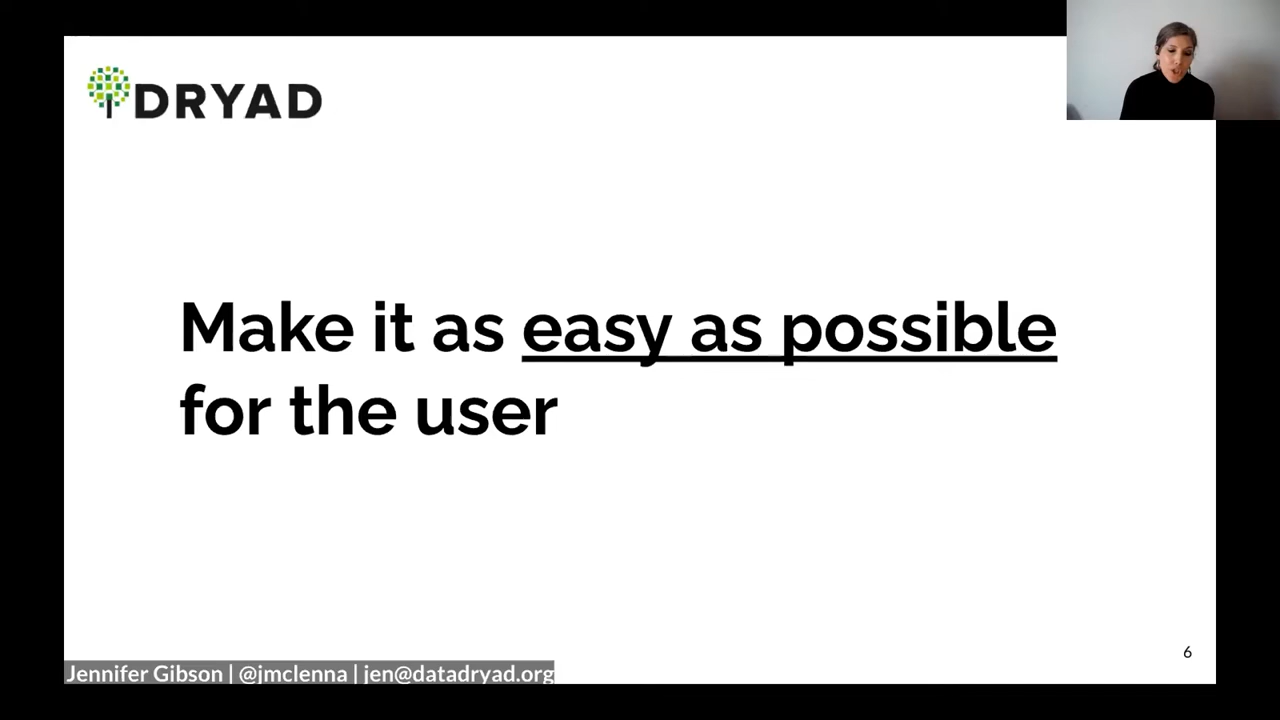 DRYAD
Make it as easy as possible
for the user
6
Jennifer Gibson | @jmclenna | jen@datadryad.org